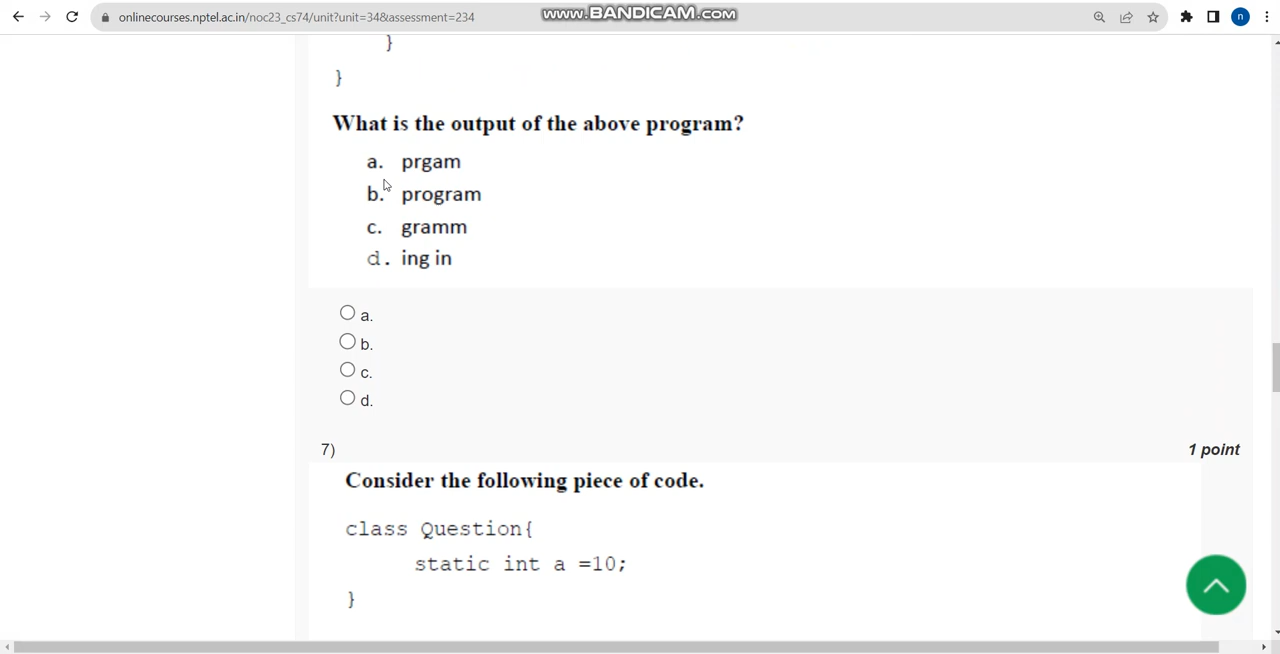 onlinecourses.nptel.ac.in/noc23_cs74/unit?unit=34&assessment=234
www.BANDICAM.com
n
}
}
What is the output of the above program?
a. prgam
b. program
c. gramm
d. ing in
a.
b.
c.
d.
7)
1 point
Consider the following piece of code.
class Question{
static int a =10;
}